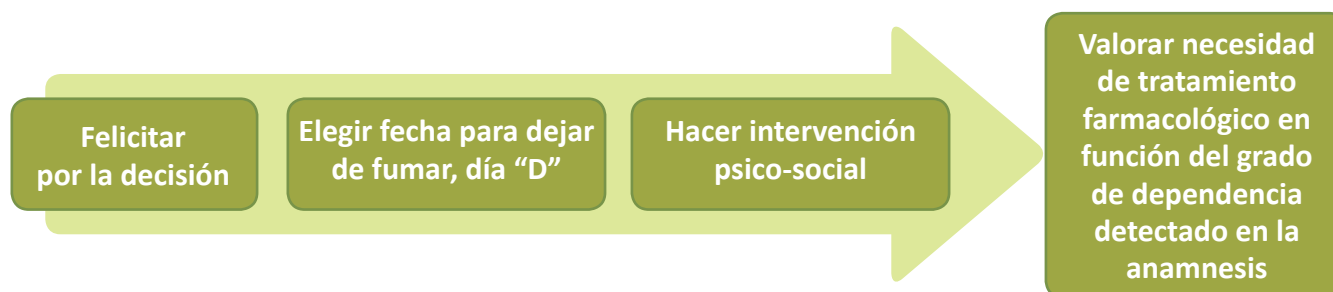 Felicitar
por la decisión
Elegir fecha para dejar
de fumar, día “D”
Hacer intervención
psico-social
Valorar necesidad
de tratamiento
farmacológico en
función del grado
de dependencia
detectado en la
anamnesis